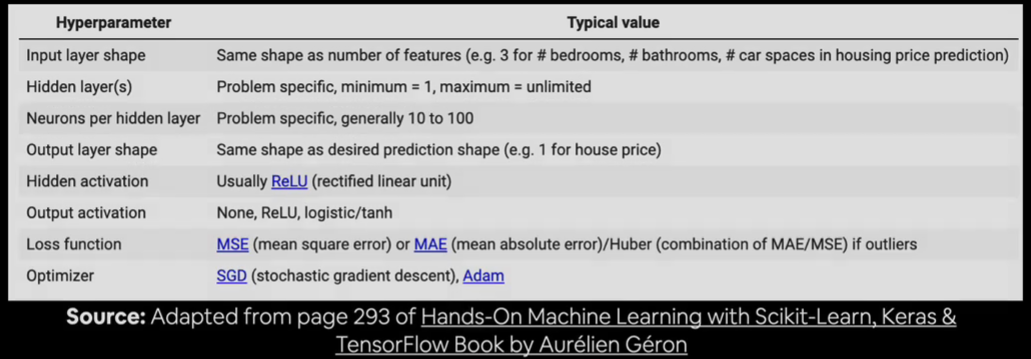 Hyperparameter Typical value
Input layer shape Same shape as number of features (e.g. 3 for # bedrooms, # bathrooms, # car spaces in housing price prediction)
Hidden layer(s) Problem specific, minimum = 1, maximum = unlimited
Neurons per hidden layer Problem specific, generally 10 to 100
Output layer shape Same shape as desired prediction shape (e.g. 1 for house price)
Hidden activation Usually ReLU (rectified linear unit)
Output activation None, ReLU, logistic/tanh
Loss function MSE (mean square error) or MAE (mean absolute error)/Huber (combination of MAE/MSE) if outliers
Optimizer SGD (stochastic gradient descent), Adam
Source: Adapted from page 293 of Hands-On Machine Learning with Scikit-Learn, Keras &
TensorFlow Book by Aurélien Géron